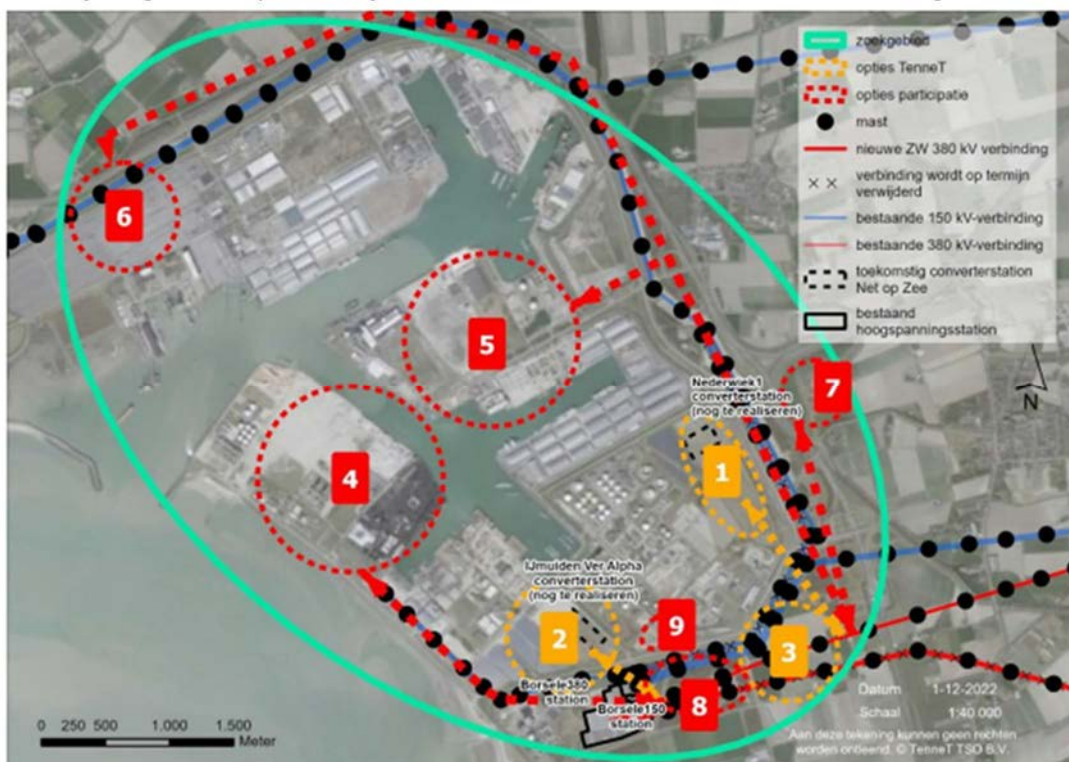 zoekgebied
opties TenneT
opties participatie
mast
nieuwe ZW 380 kV verbinding
verbinding wordt op termijn
verwijderd
bestaande 150 kV-verbinding
bestaande 380 kV-verbinding
toekomstig converterstation
Net op Zee
bestaand
hoogspanningsstation
6
5
7
N
Nederwiek1
converterstation
(nog te realiseren)
4
1
IJmuiden Ver Alpha
converterstation
(nog te realiseren)
2
9
3
Borsele380
station
8
Borsele150
station
Datum 1-12-2022
Schaal 1:40.000
0 250 500 1.000 1.500
Meter
Aan deze tekening kunnen geen rechten
worden ontleend. © TenneT TSO B.V.